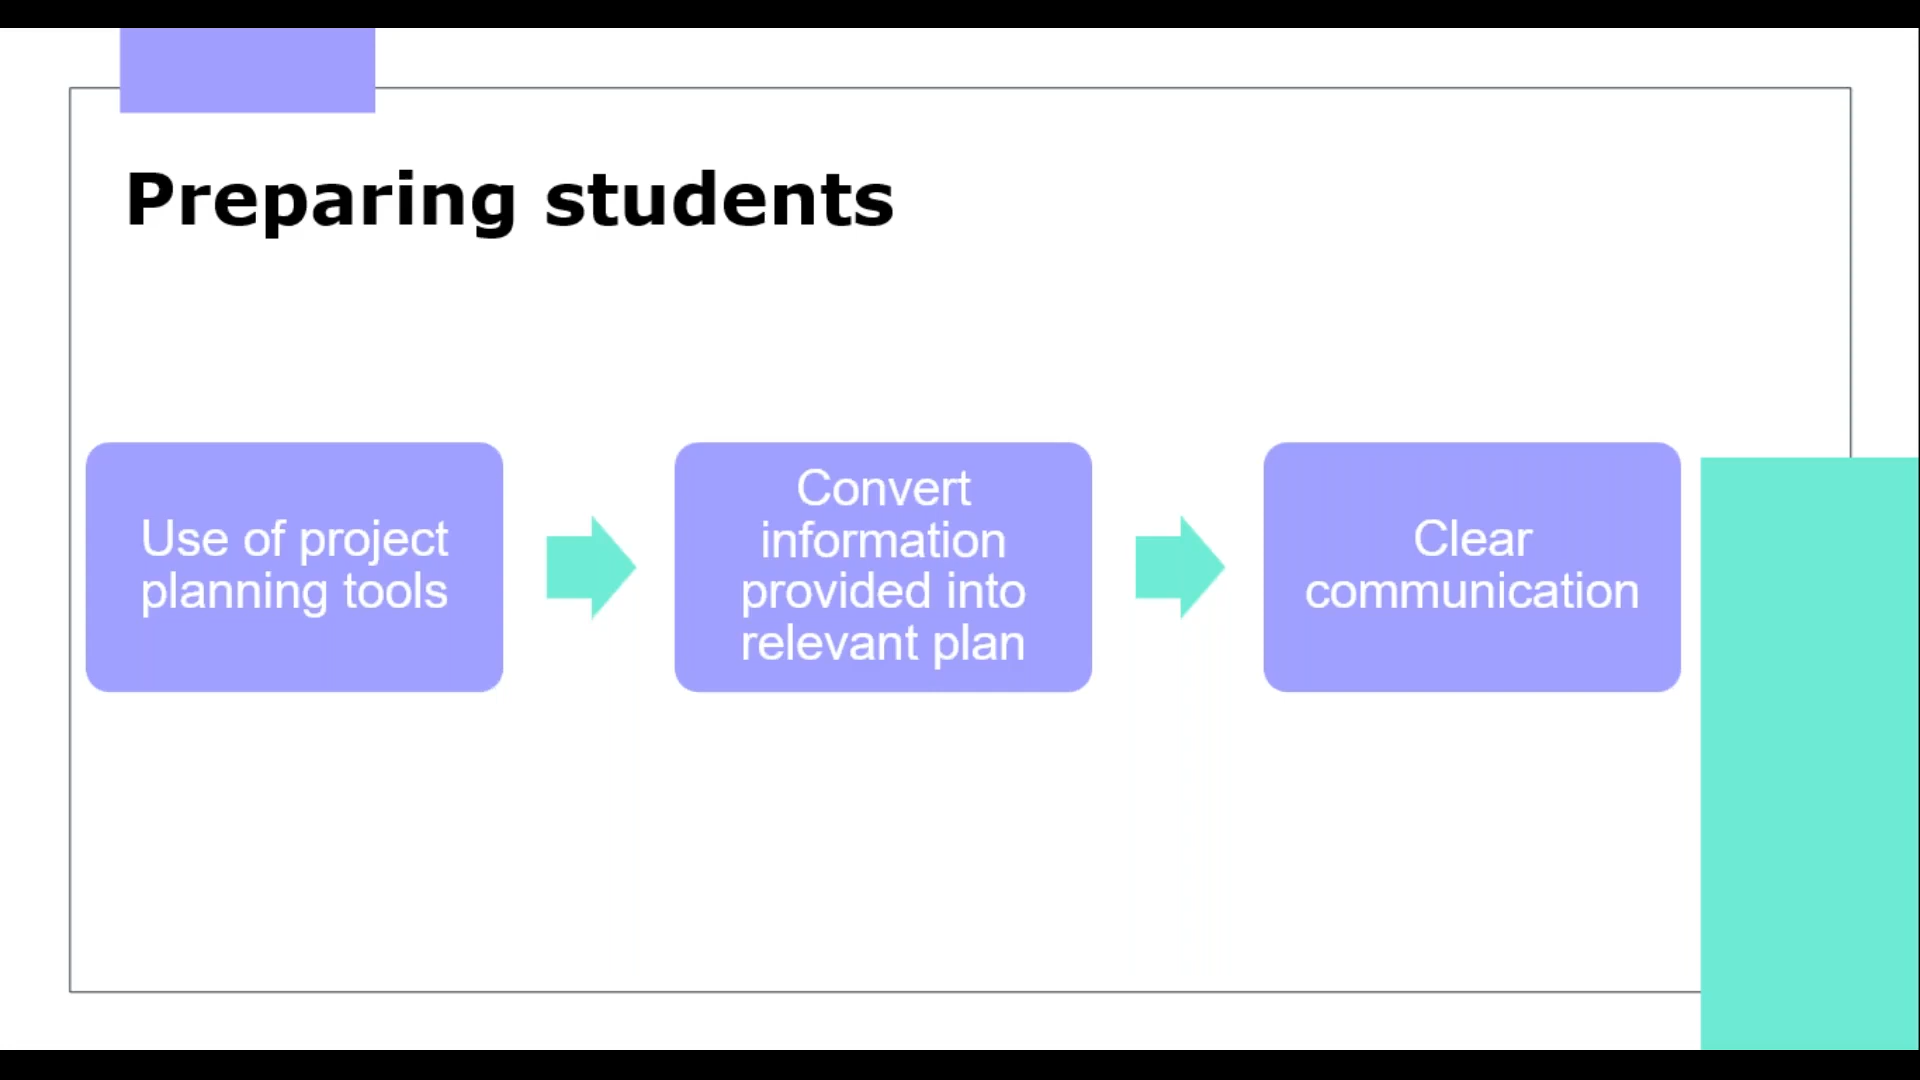 Preparing students
Use of project
planning tools
Convert
information
provided into
relevant plan
Clear
communication